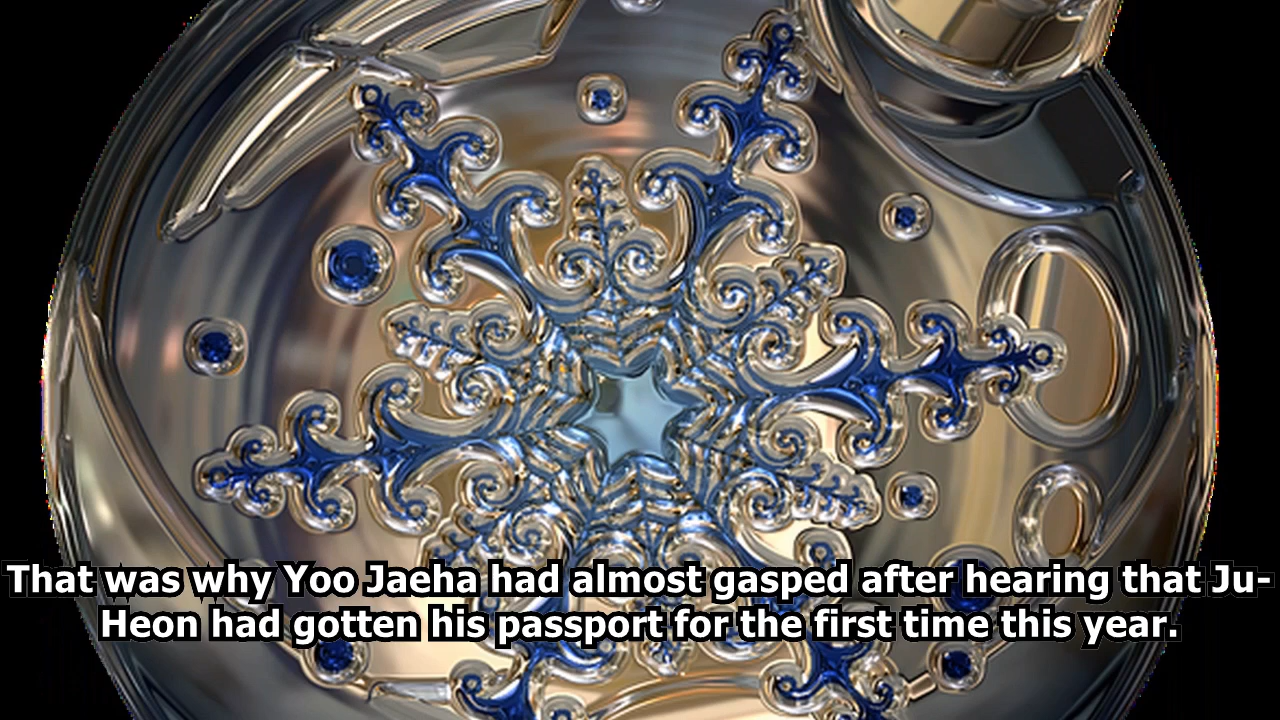 That was why Yoo Jaeha had almost gasped after hearing that Ju-
Heon had gotten his passport for the first time this year.